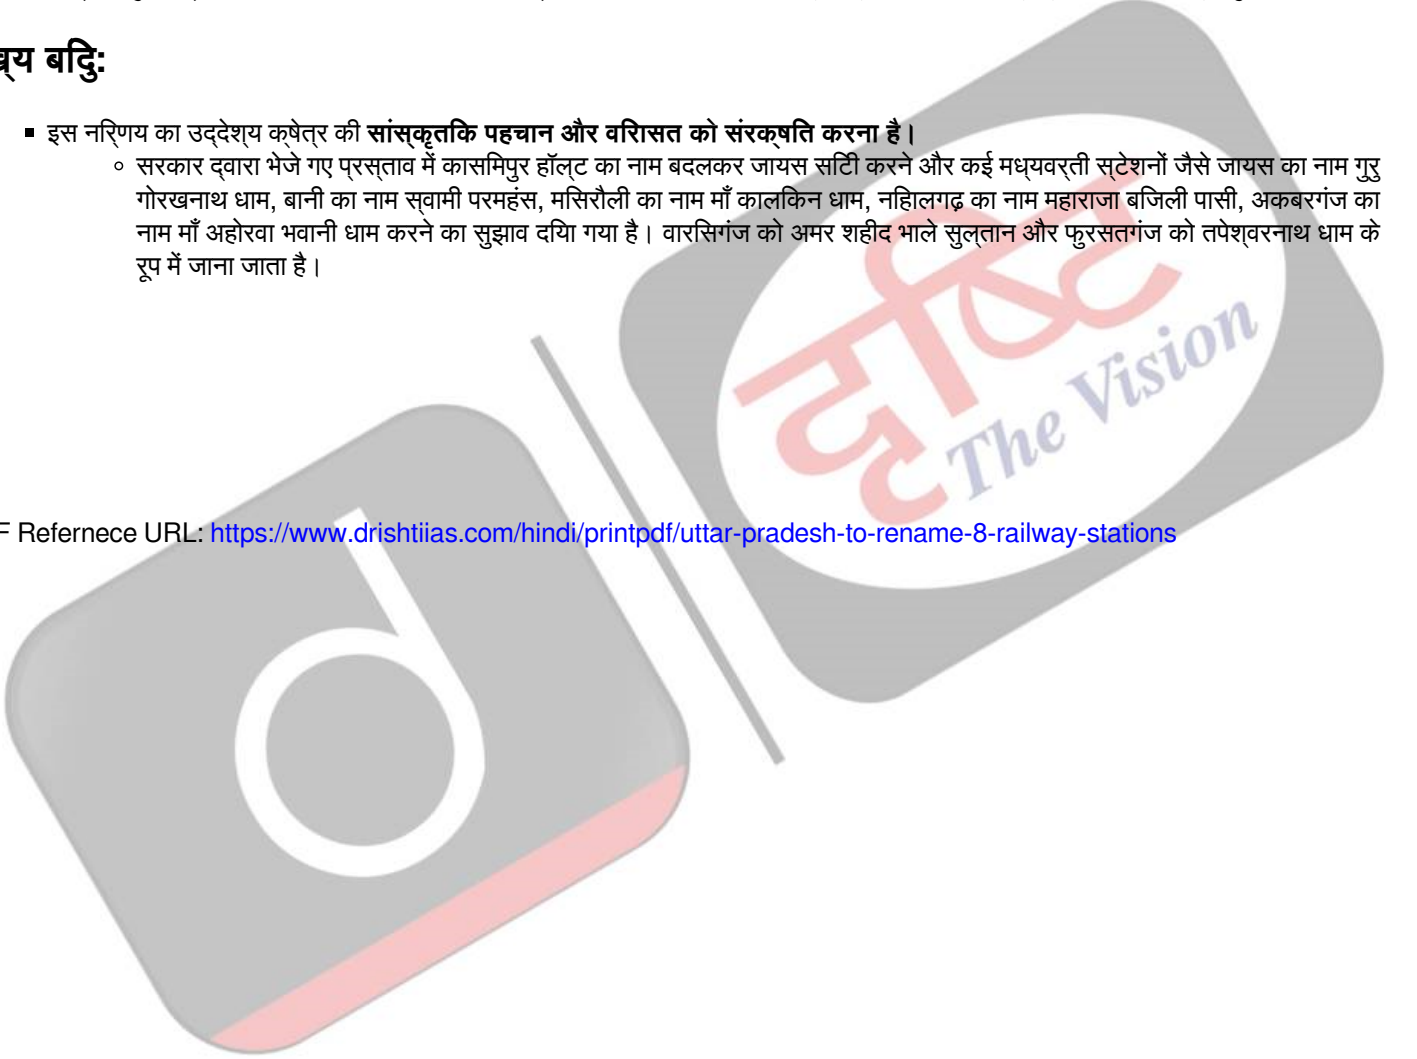 ख्य बिंदु:
इस निर्णय का उद्देश्य क्षेत्र की सांस्कृतिक पहचान और विरासत को संरक्षित करना है।
सरकार द्वारा भेजे गए प्रस्ताव में कासिमपुर हॉल्ट का नाम बदलकर जायस सिटी करने और कई मध्यवर्ती स्टेशनों जैसे जायस का नाम गुरु
गोरखनाथ धाम, बानी का नाम स्वामी परमहंस, मिसरौली का नाम माँ कालिकन धाम, निहालगढ़ का नाम महाराजा बिजली पासी, अकबरगंज का
नाम माँ अहोरवा भवानी धाम करने का सुझाव दिया गया है। वारिसगंज को अमर शहीद भाले सुल्तान और फुरसतगंज को तपेश्वरनाथ धाम के
रूप में जाना जाता है।
दृष्टि
The Vision
F Refernece URL: https://www.drishtiias.com/hindi/printpdf/uttar-pradesh-to-rename-8-railway-stations
d